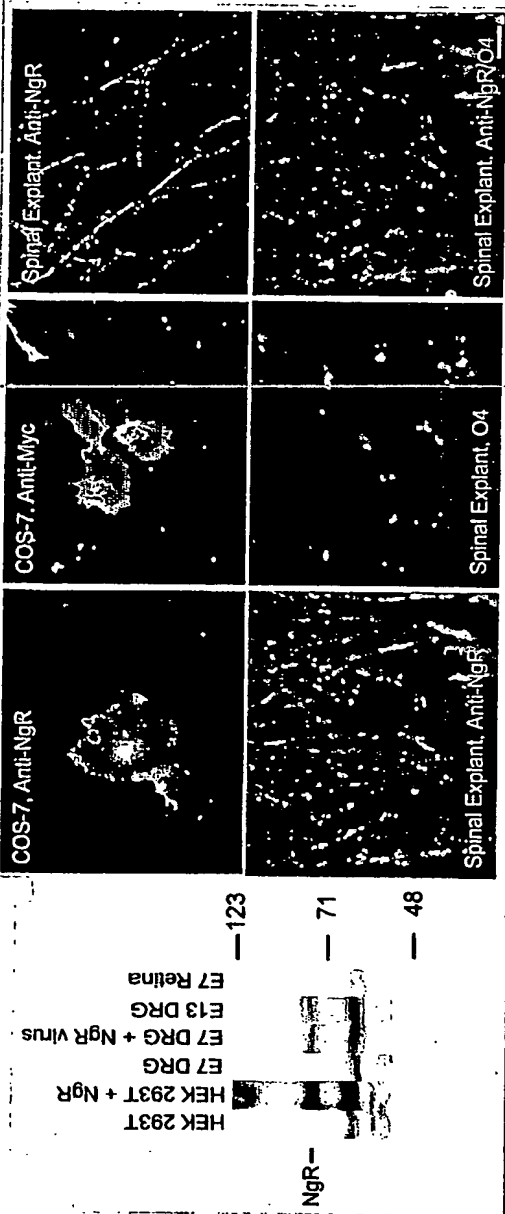 HEK 293T
HEK 293T + NgR
E7 DRG
E7 DRG + NgR virus
E13 DRG
E7 Retina
NgR –
– 123
– 71
– 48
COS-7, Anti-NgR
COS-7, Anti-Myc
Spinal Explant. Anti-NgR
Spinal Explant, Anti-NgR
Spinal Explant, O4
Spinal Explant, Anti-NgR/O4